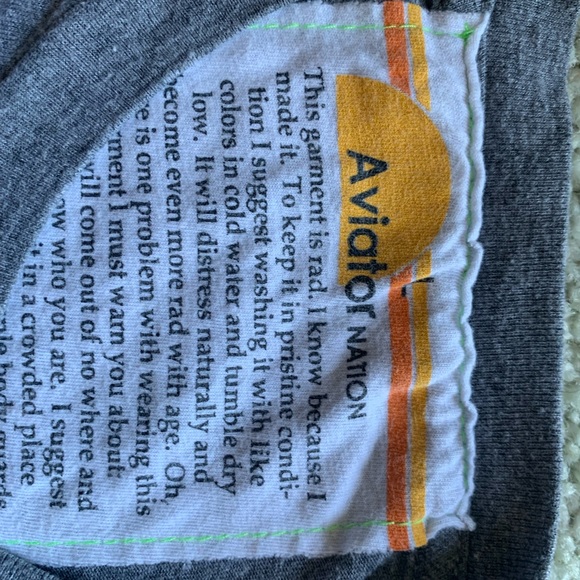 Aviator NATION
This garment is rad. I know because I
made it. To keep it in pristine condi-
tion I suggest washing it with like
colors in cold water and tumble dry
low. It will distress naturally and
become even more rad with age. Oh,
is one problem with wearing this
I must warn you about
will come out of no where and
who you are. I suggest
in a crowded place